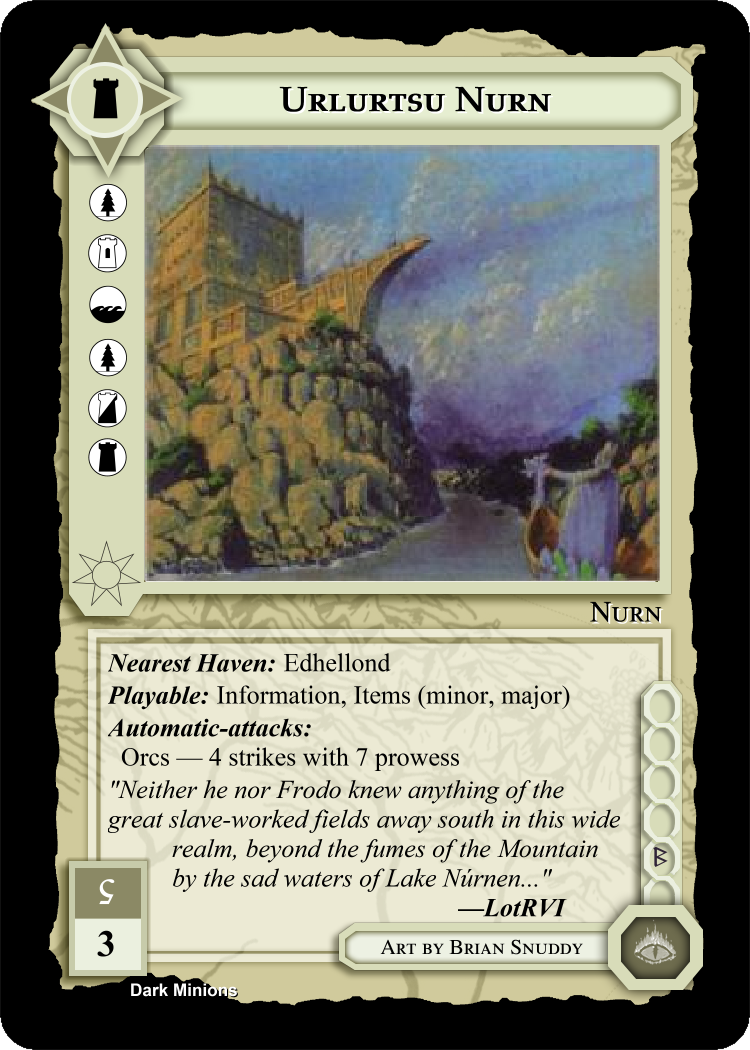 Urlurtsu Nurn
Nurn
Nearest Haven: Edhellond
Playable: Information, Items (minor, major)
Automatic-attacks:
Orcs — 4 strikes with 7 prowess
"Neither he nor Frodo knew anything of the
great slave-worked fields away south in this wide
realm, beyond the fumes of the Mountain
by the sad waters of Lake Núrnen..."
—LotRVI
3
Art by Brian Snuddy
Dark Minions